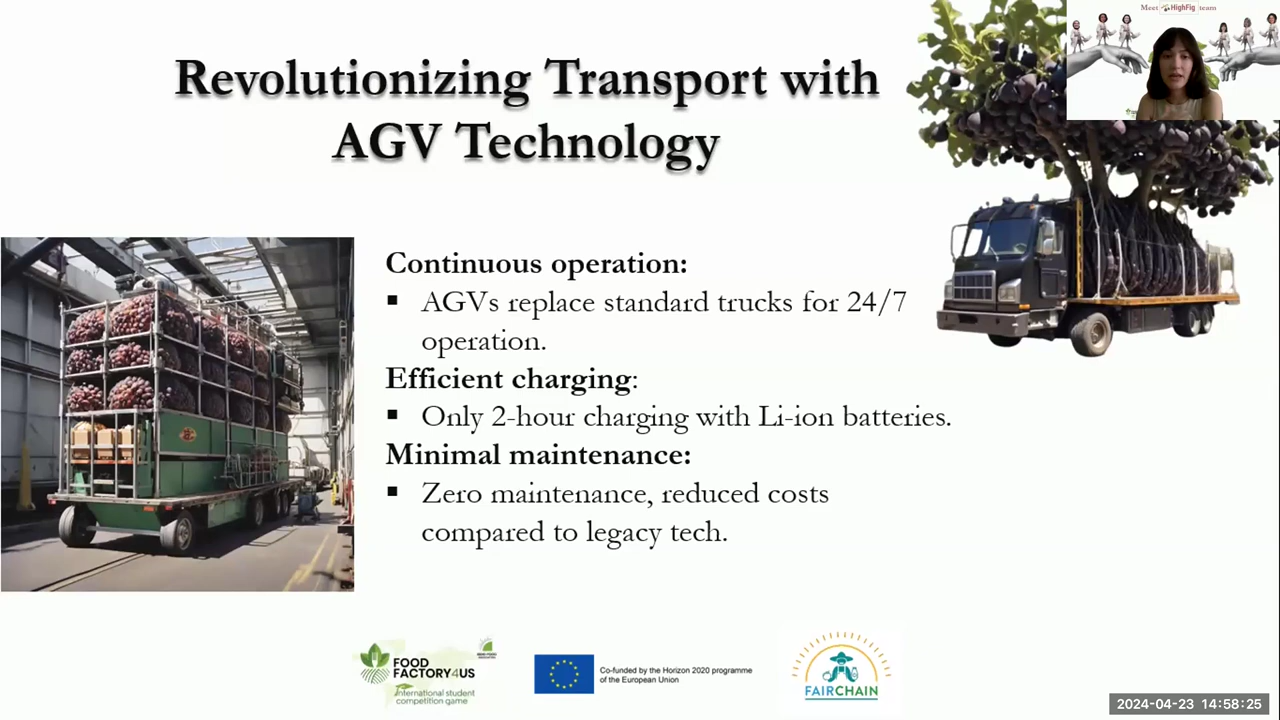 Meet HighFig team
Revolutionizing Transport with
AGV Technology
Continuous operation:
▪ AGVs replace standard trucks for 24/7
operation.
Efficient charging:
▪ Only 2-hour charging with Li-ion batteries.
Minimal maintenance:
▪ Zero maintenance, reduced costs
compared to legacy tech.
FOOD
FACTORY4US
international student
competition game
Co-funded by the Horizon 2020 programme
of the European Union
FAIRCHAIN
2024-04-23 14:58:25